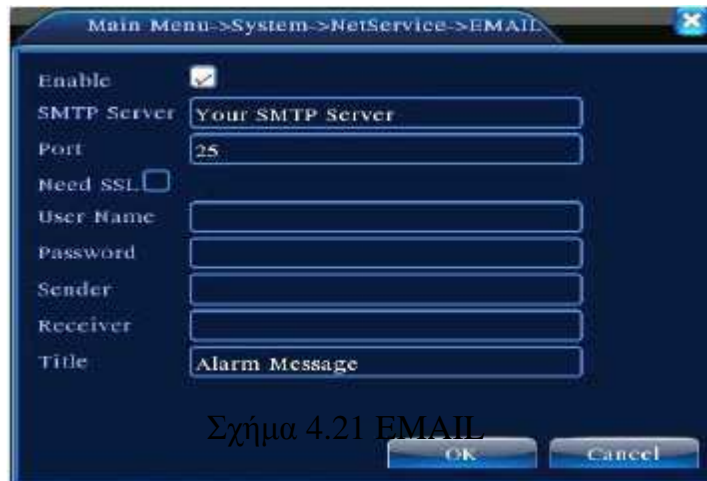 Main Menu->System->NetService->EMAIL
Enable
SMTP Server Your SMTP Server
Port 25
Need SSL
User Name
Password
Sender
Receiver
Title Alarm Message
Σχήμα 4.21 EMAIL
OK Cancel